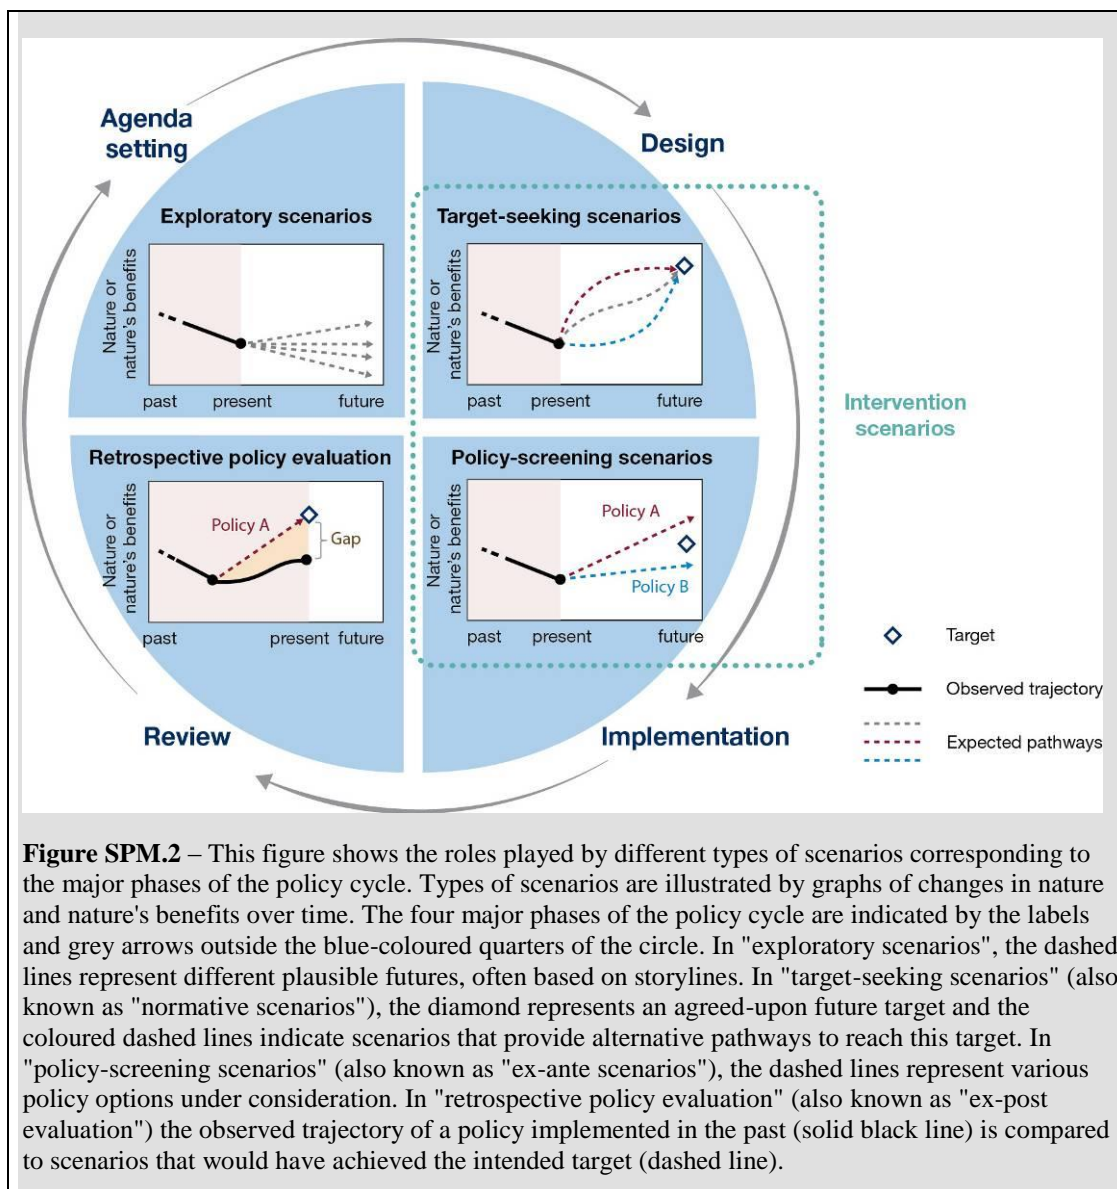 Agenda
setting
Design
Exploratory scenarios
Nature or
nature's benefits
past present future
Target-seeking scenarios
Nature or
nature's benefits
past present future
Intervention
scenarios
Retrospective policy evaluation
Nature or
nature's benefits
Policy A
Gap
past present future
Policy-screening scenarios
Nature or
nature's benefits
Policy A
Policy B
past present future
Target
Observed trajectory
Expected pathways
Review
Implementation
Figure SPM.2 – This figure shows the roles played by different types of scenarios corresponding to
the major phases of the policy cycle. Types of scenarios are illustrated by graphs of changes in nature
and nature's benefits over time. The four major phases of the policy cycle are indicated by the labels
and grey arrows outside the blue-coloured quarters of the circle. In "exploratory scenarios", the dashed
lines represent different plausible futures, often based on storylines. In "target-seeking scenarios" (also
known as "normative scenarios"), the diamond represents an agreed-upon future target and the
coloured dashed lines indicate scenarios that provide alternative pathways to reach this target. In
"policy-screening scenarios" (also known as "ex-ante scenarios"), the dashed lines represent various
policy options under consideration. In "retrospective policy evaluation" (also known as "ex-post
evaluation") the observed trajectory of a policy implemented in the past (solid black line) is compared
to scenarios that would have achieved the intended target (dashed line).